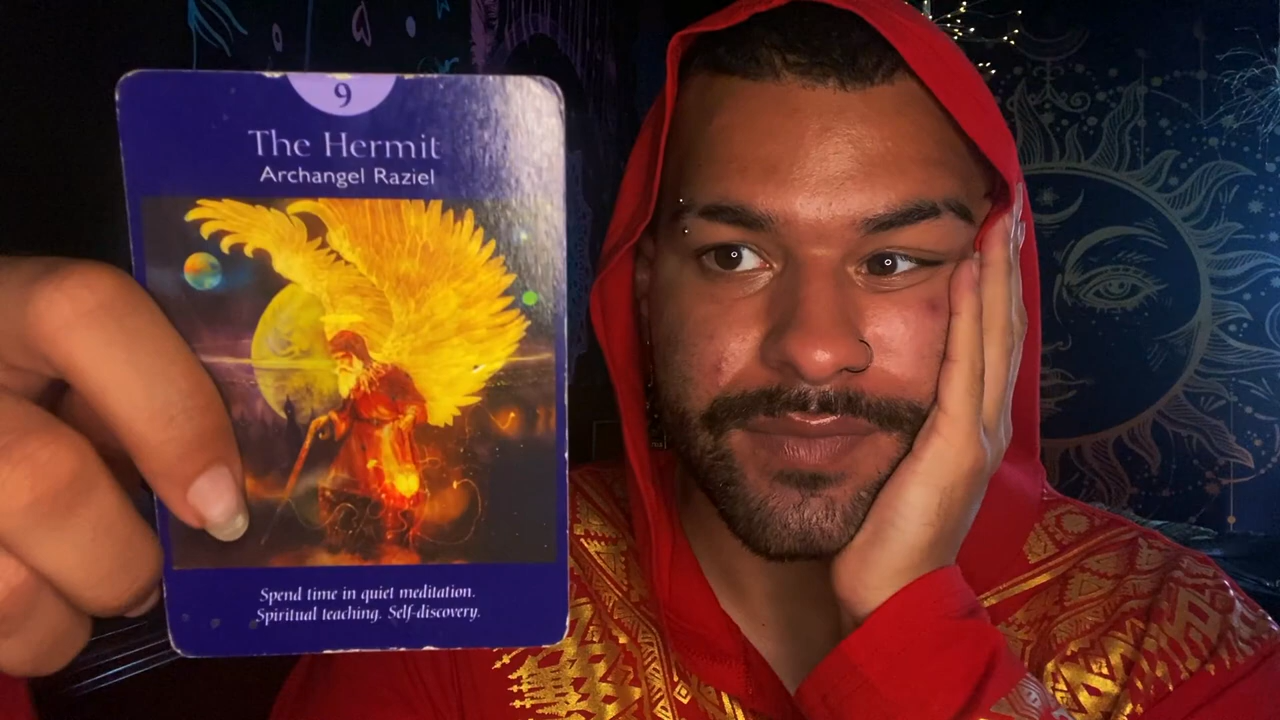 9
The Hermit
Archangel Raziel
Spend time in quiet meditation.
Spiritual teaching. Self-discovery.